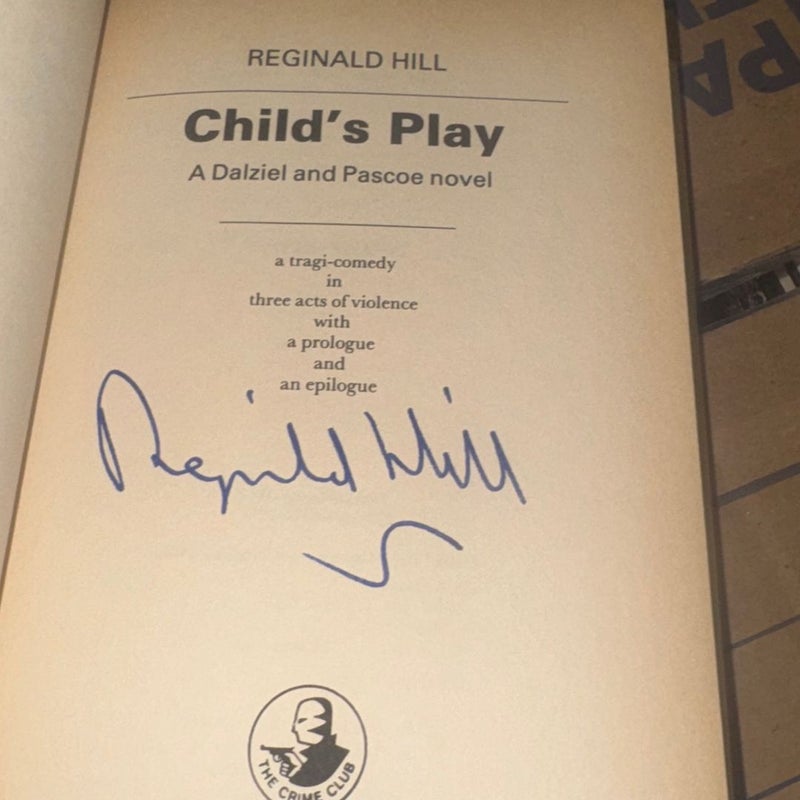 REGINALD HILL
Child's Play
A Dalziel and Pascoe novel
a tragi-comedy
in
three acts of violence
with
a prologue
and
an epilogue
Reginald Hill
THE CRIME CLUB
PA